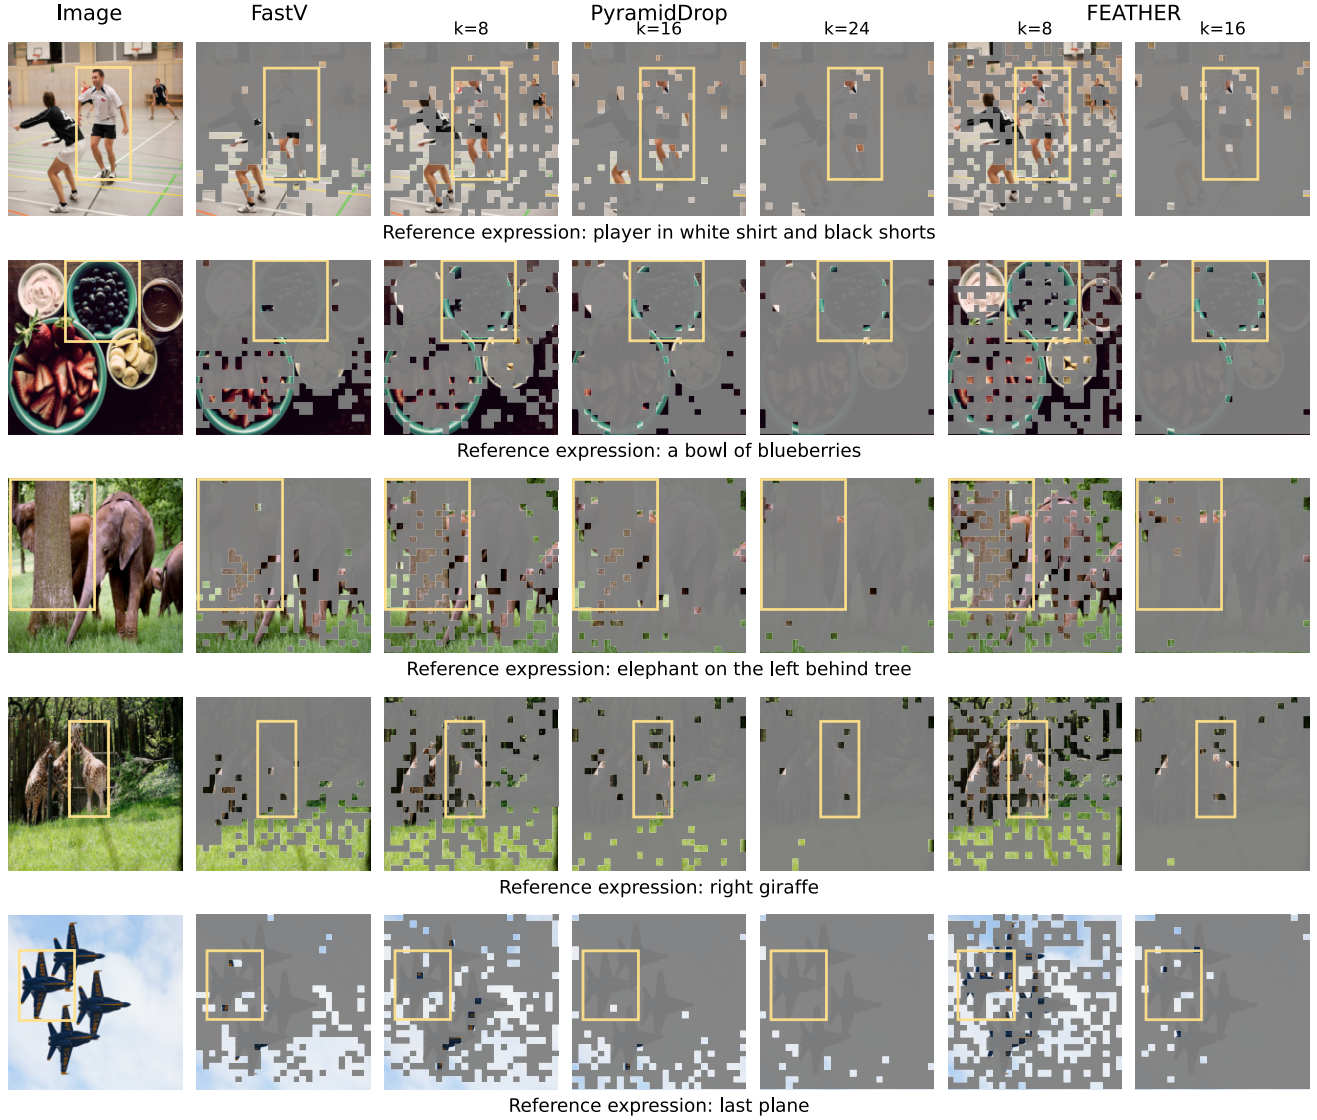 Image FastV PyramidDrop FEATHER
k=8 k=16 k=24 k=8 k=16
Reference expression: player in white shirt and black shorts
Reference expression: a bowl of blueberries
Reference expression: elephant on the left behind tree
Reference expression: right giraffe
Reference expression: last plane